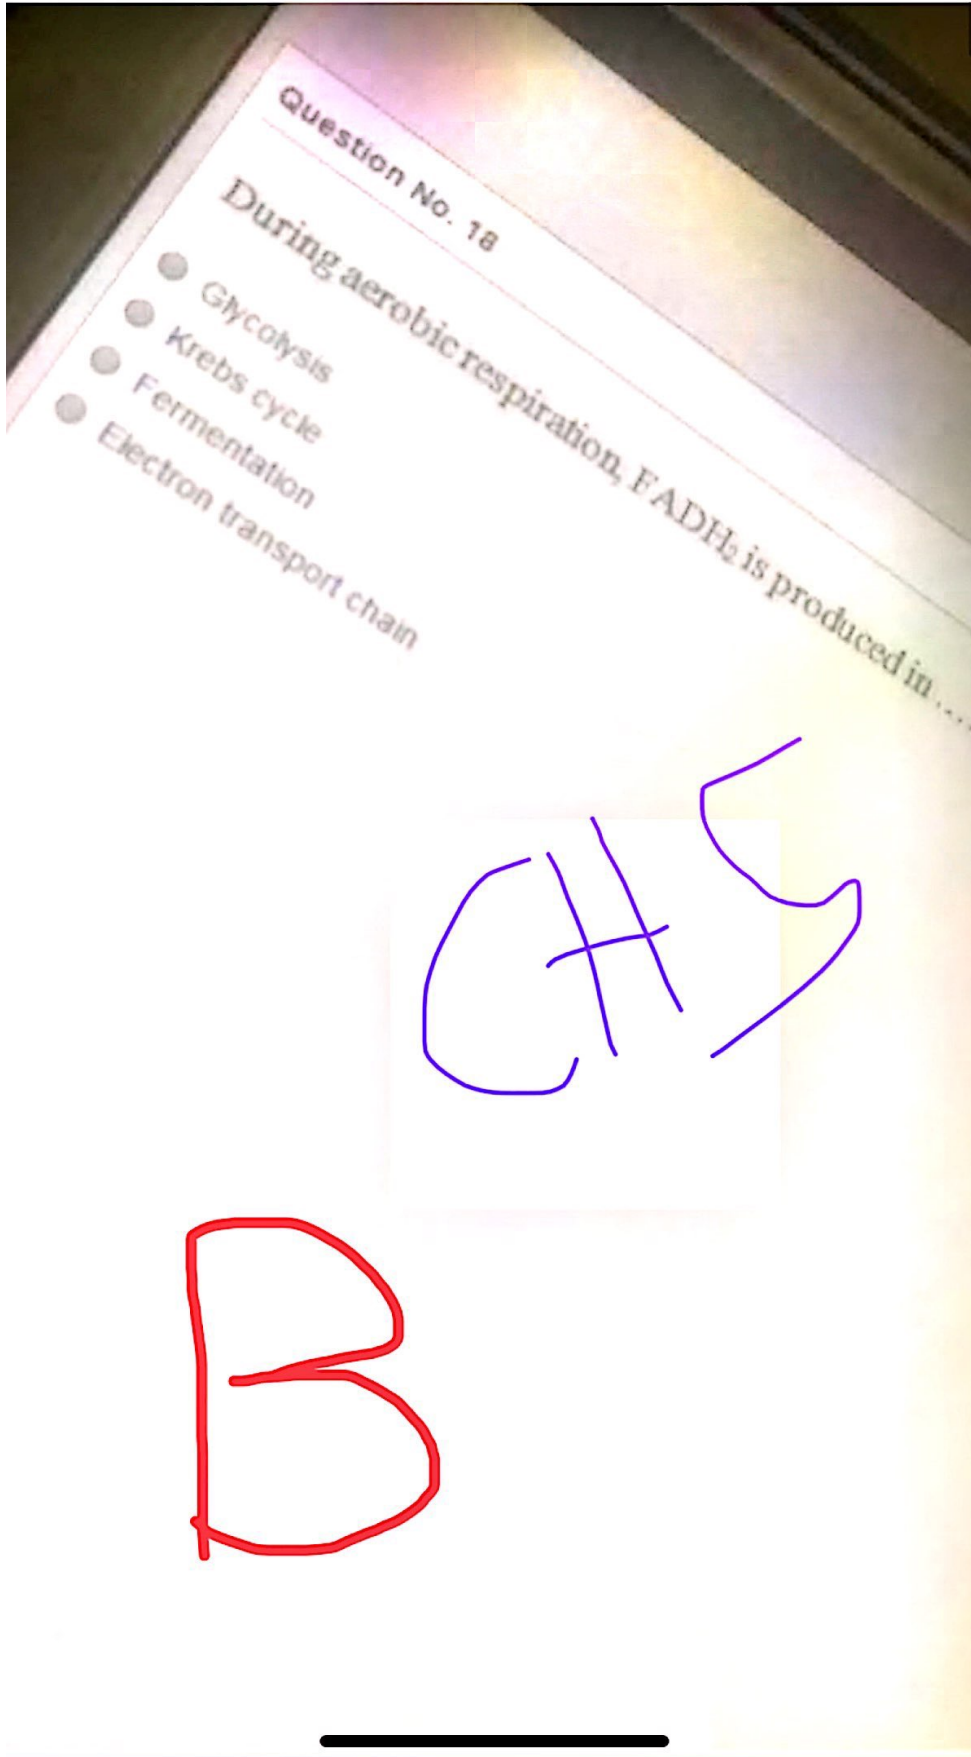 Question No. 18
During aerobic respiration, FADH₂ is produced in ....
Glycolysis
Krebs cycle
Fermentation
Electron transport chain
CHS
B